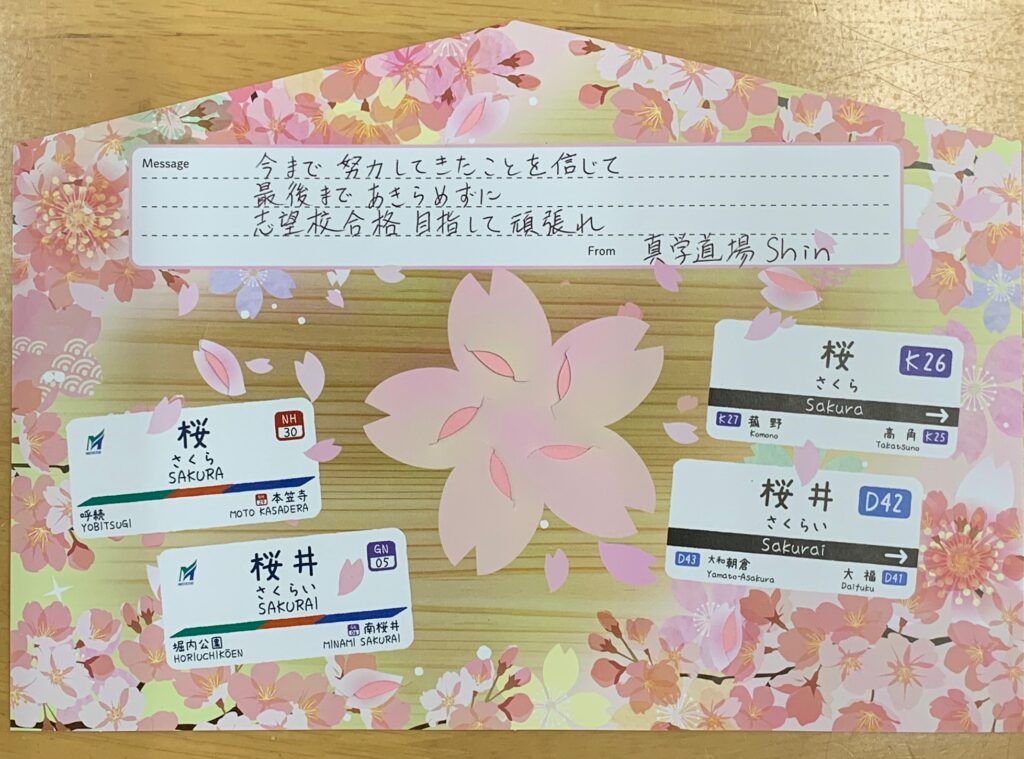 Message
今まで努力してきたことを信じて
最後まであきらめずに
志望校合格目指して頑張れ
From 真学道場 Shin
桜
さくら
Sakura
K26
K27 菰野
Komono
高角 K25
Takatsuno
桜
さくら
SAKURA
NH
30
呼続
YOBITSUGI
本笠寺
MOTO KASADERA
桜井
さくらい
Sakurai
D42
D43 大和朝倉
Yamato-Asakura
大福 D41
Daifuku
桜井
さくらい
SAKURAI
GN
05
堀内公園
HORIUCHIKŌEN
南桜井
MINAMI SAKURAI